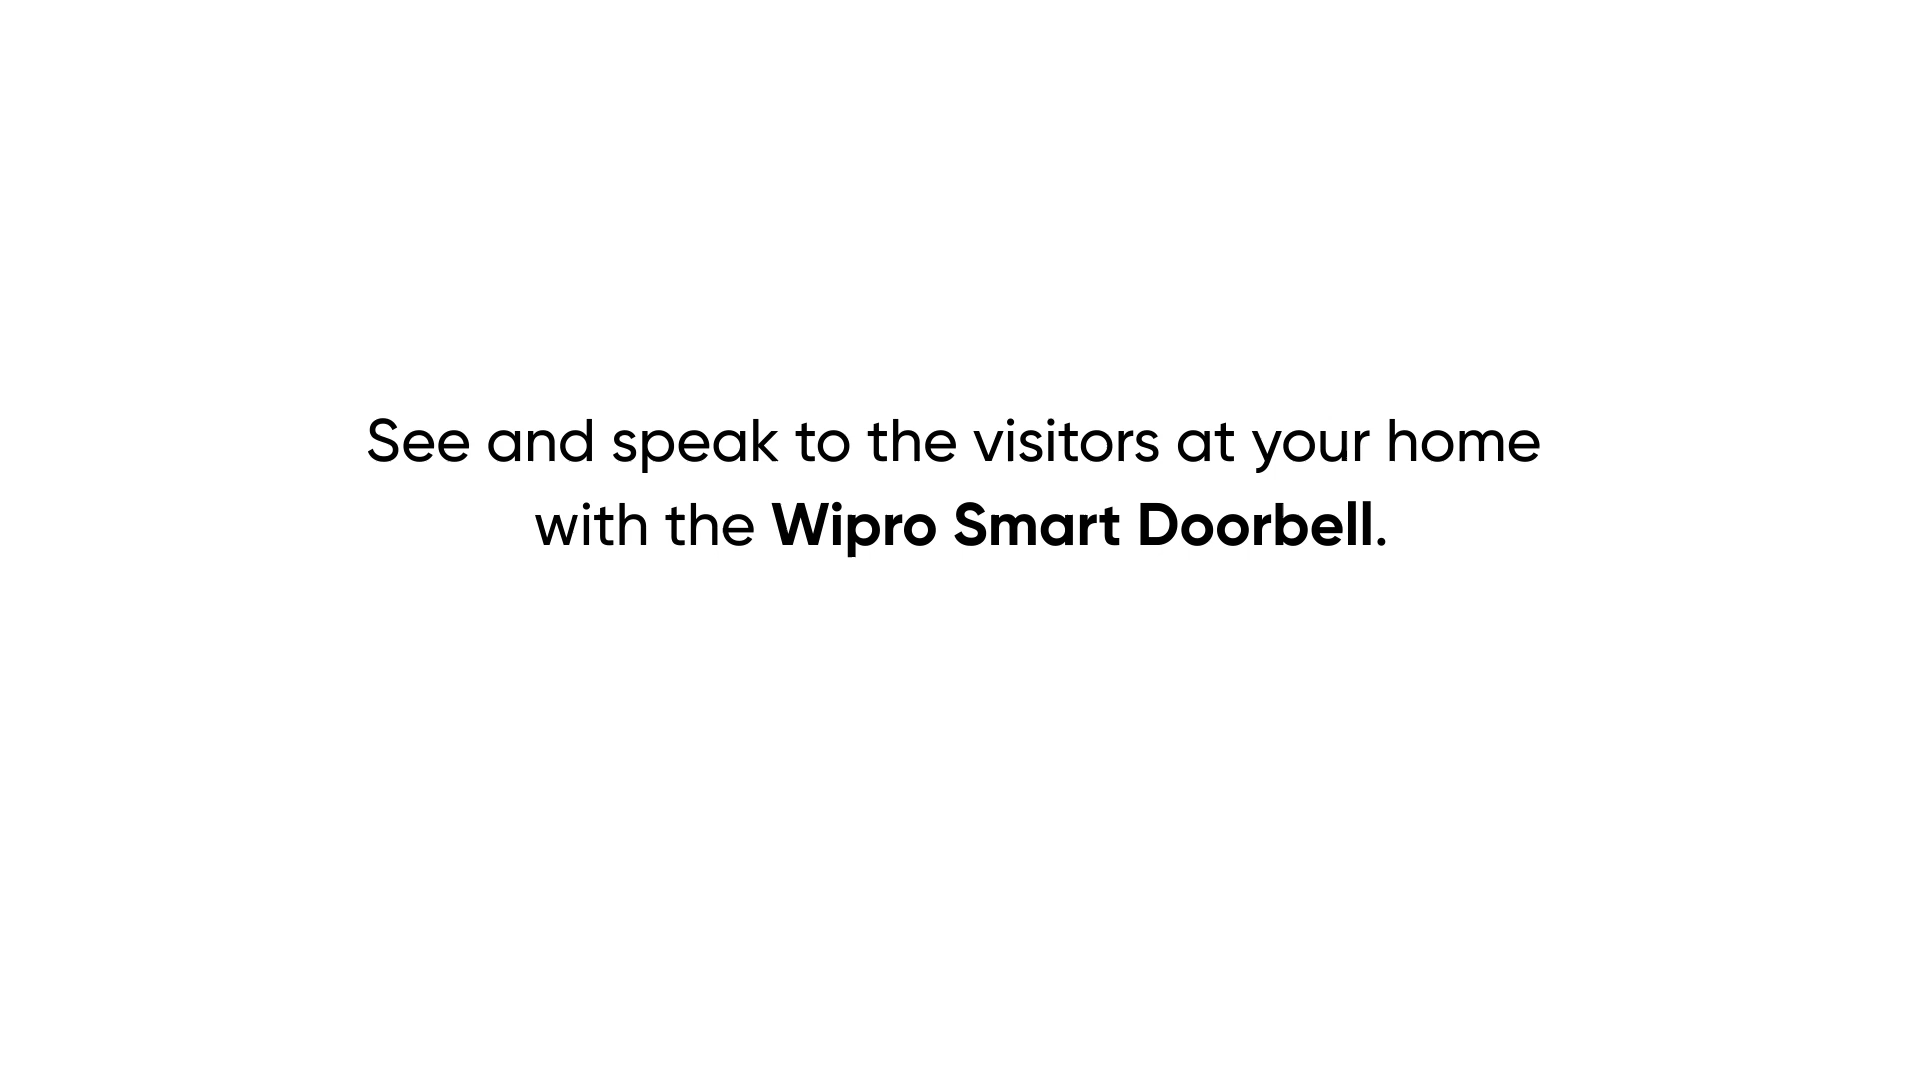 See and speak to the visitors at your home
with the Wipro Smart Doorbell.